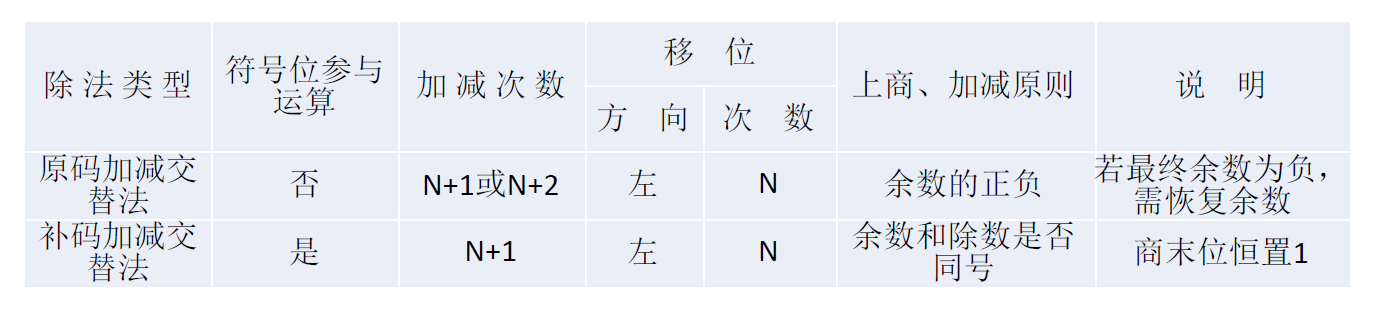 除法类型
符号位参与
运算
加减次数
移 位
方 向
次 数
上商、加减原则
说 明
原码加减交
替法
否
N+1或N+2
左
N
余数的正负
若最终余数为负，
需恢复余数
补码加减交
替法
是
N+1
左
N
余数和除数是否
同号
商末位恒置1